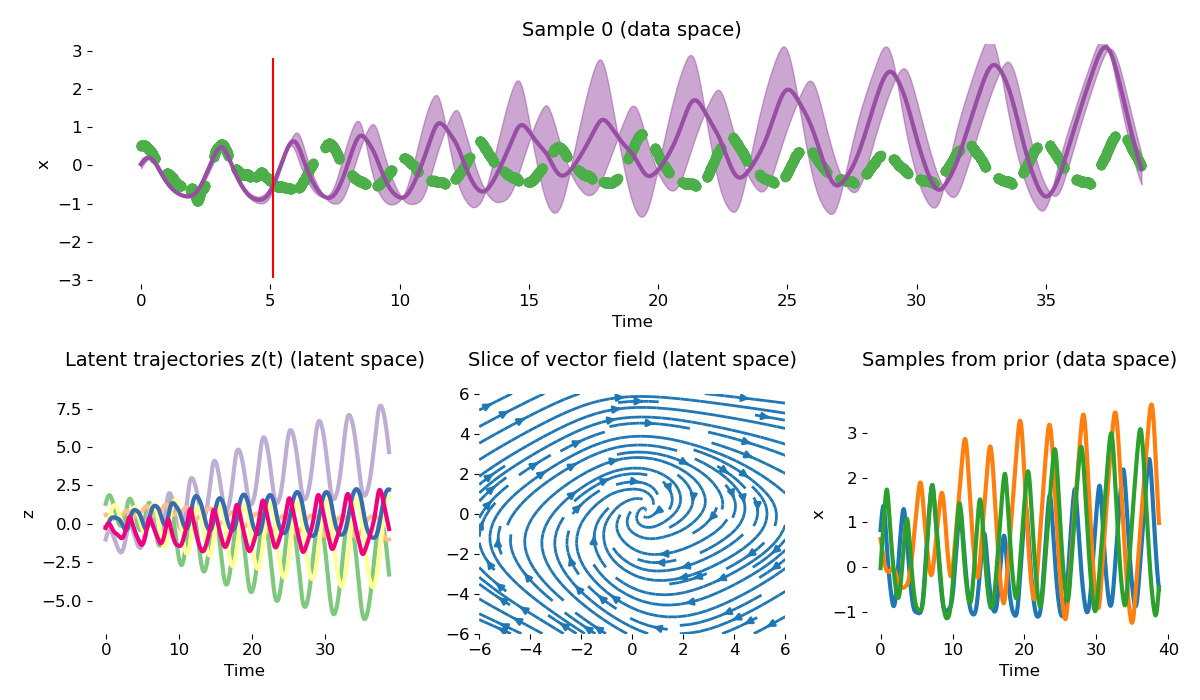 Sample 0 (data space)
3
2
1
0
−1
−2
−3
x
0 5 10 15 20 25 30 35
Time
Latent trajectories z(t) (latent space)
7.5
5.0
2.5
0.0
−2.5
−5.0
z
0 10 20 30
Time
Slice of vector field (latent space)
6
4
2
0
−2
−4
−6
−6 −4 −2 0 2 4 6
Samples from prior (data space)
3
2
1
0
−1
x
0 10 20 30 40
Time